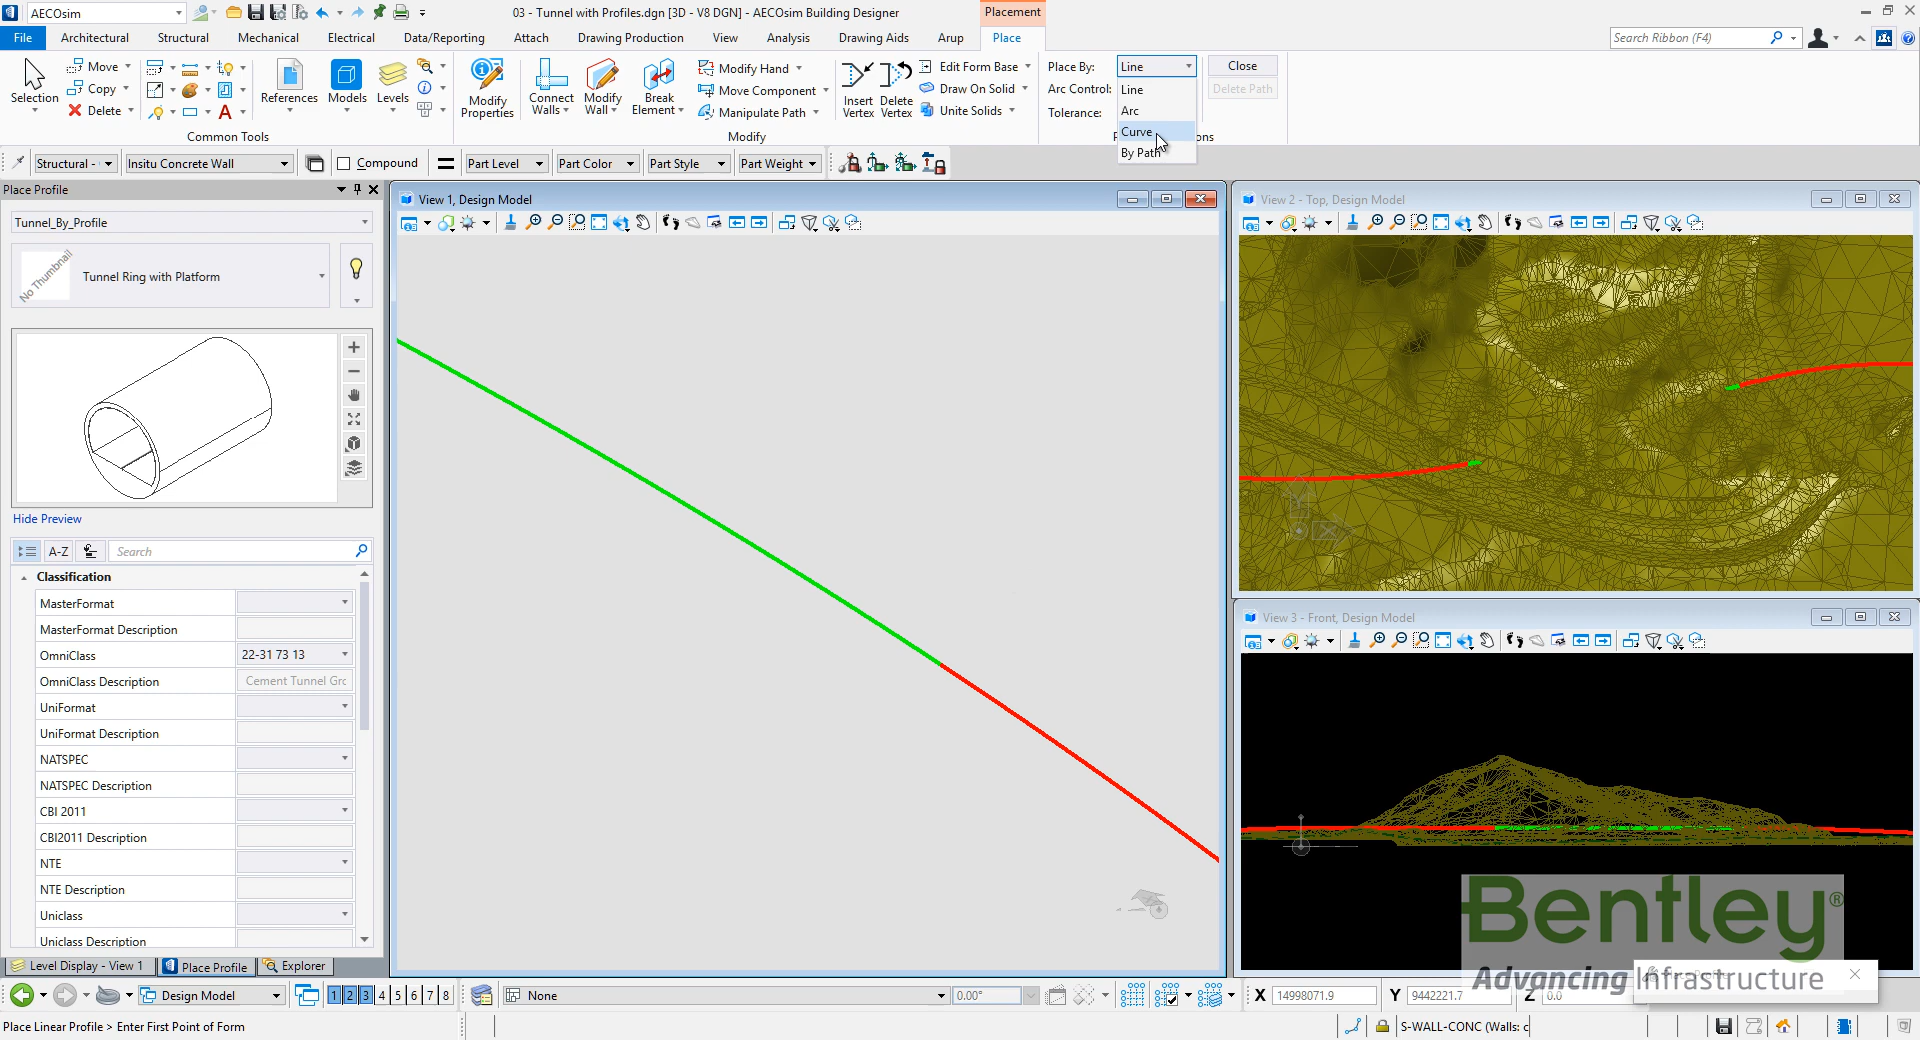 AECOsim
03 - Tunnel with Profiles.dgn [3D - V8 DGN] - AECOsim Building Designer
Placement
File
Architectural
Structural
Mechanical
Electrical
Data/Reporting
Attach
Drawing Production
View
Analysis
Drawing Aids
Arup
Place
Search Ribbon (F4)
Selection
Move
Copy
Delete
Common Tools
References
Models
Levels
Modify Properties
Connect Walls
Modify Wall
Break Element
Modify Hand
Move Component
Manipulate Path
Modify
Insert Vertex
Delete Vertex
Edit Form Base
Draw On Solid
Unite Solids
Place By:
Line
Arc Control:
Tolerance:
Line
Arc
Curve
By Path
Close
Delete Path
Structural -
Insitu Concrete Wall
Compound
Part Level
Part Color
Part Style
Part Weight
Place Profile
Tunnel_By_Profile
No Thumbnail
Tunnel Ring with Platform
Hide Preview
A-Z
Search
Classification
MasterFormat
MasterFormat Description
OmniClass
22-31 73 13
OmniClass Description
Cement Tunnel Grc
UniFormat
UniFormat Description
NATSPEC
NATSPEC Description
CBI 2011
CBI2011 Description
NTE
NTE Description
Uniclass
Uniclass Description
Level Display - View 1
Place Profile
Explorer
View 1, Design Model
View 2 - Top, Design Model
View 3 - Front, Design Model
Bentley®
Advancing Infrastructure
Design Model
1 2 3 4 5 6 7 8
None
0.00°
X 14998071.9
Y 9442221.7
Z 0.0
Place Linear Profile > Enter First Point of Form
S-WALL-CONC (Walls: c